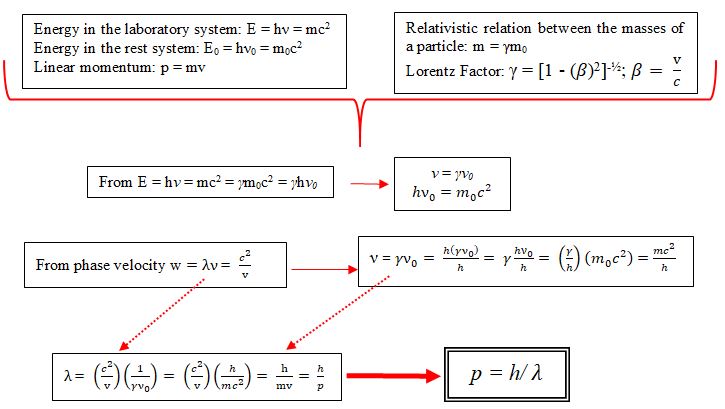 Energy in the laboratory system: E = hν = mc²
Energy in the rest system: E₀ = hν₀ = m₀c²
Linear momentum: p = mv
Relativistic relation between the masses of
a particle: m = γm₀
Lorentz Factor: γ = [1 - (β)²]⁻½; β = v/c
From E = hν = mc² = γm₀c² = γhν₀
ν = γν₀
hν₀ = m₀c²
From phase velocity w = λν = c²/v
ν = γν₀ = h(γν₀)/h = γ hν₀/h = (γ/h)(m₀c²) = mc²/h
λ = (c²/v)(1/γν₀) = (c²/v)(h/mc²) = h/mv = h/p
p = h/λ